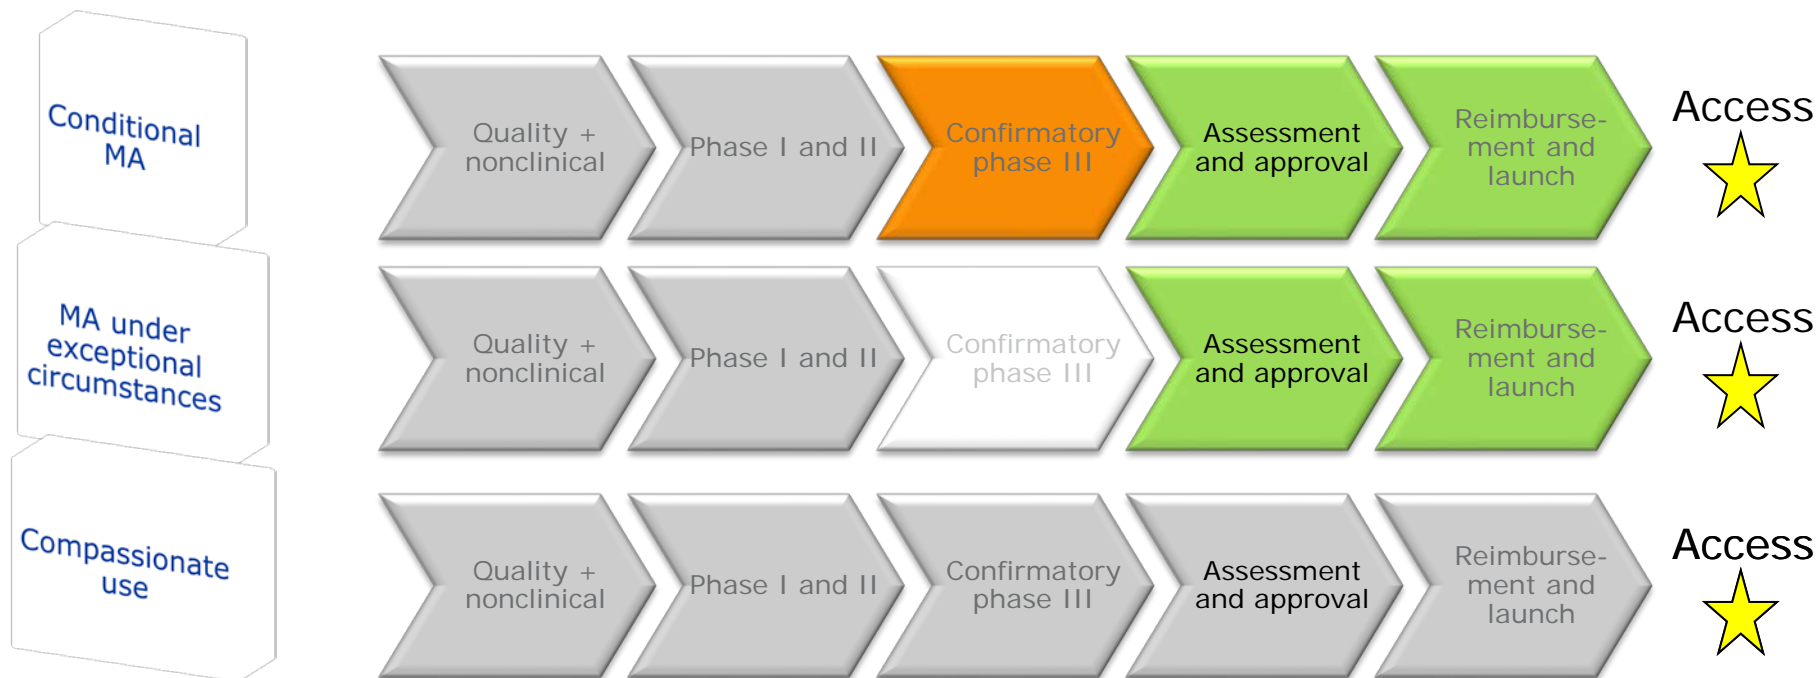 Conditional
MA
Quality +
nonclinical
Phase I and II
Confirmatory
phase III
Assessment
and approval
Reimburse-
ment and
launch
Access
MA under
exceptional
circumstances
Quality +
nonclinical
Phase I and II
Confirmatory
phase III
Assessment
and approval
Reimburse-
ment and
launch
Access
Compassionate
use
Quality +
nonclinical
Phase I and II
Confirmatory
phase III
Assessment
and approval
Reimburse-
ment and
launch
Access